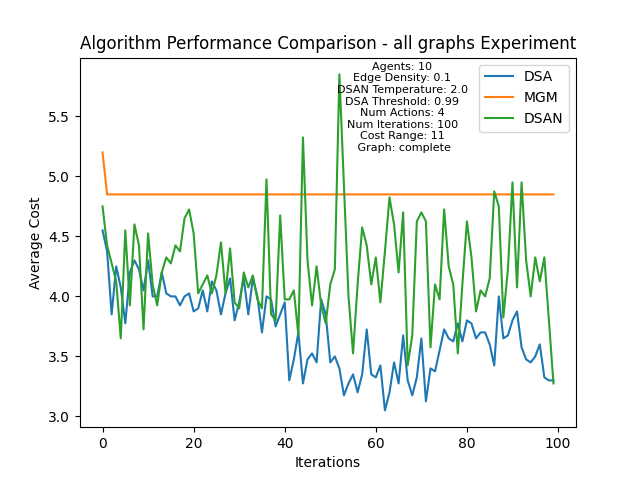 Algorithm Performance Comparison - all graphs Experiment
Agents: 10
Edge Density: 0.1
DSAN Temperature: 2.0
DSA Threshold: 0.99
Num Actions: 4
Num Iterations: 100
Cost Range: 11
Graph: complete
DSA
MGM
DSAN
Average Cost
5.5
5.0
4.5
4.0
3.5
3.0
0
20
40
60
80
100
Iterations